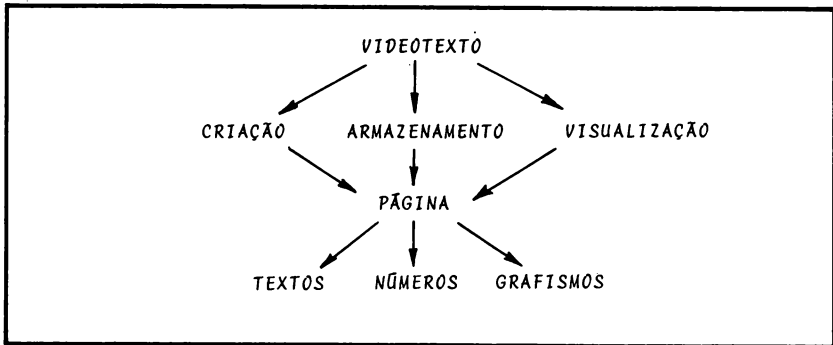 VIDEOTEXTO
CRIAÇÃO ARMAZENAMENTO VISUALIZAÇÃO
PÁGINA
TEXTOS NÚMEROS GRAFISMOS